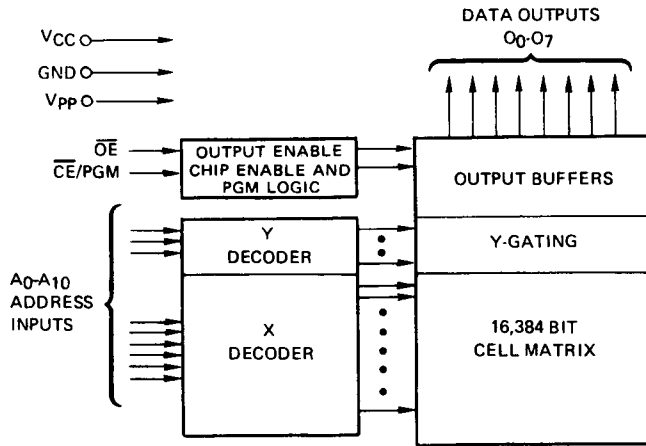 DATA OUTPUTS
O0-O7
VCC
GND
VPP
OE
CE/PGM
OUTPUT ENABLE
CHIP ENABLE AND
PGM LOGIC
OUTPUT BUFFERS
Y
DECODER
Y-GATING
A0-A10
ADDRESS
INPUTS
X
DECODER
16,384 BIT
CELL MATRIX